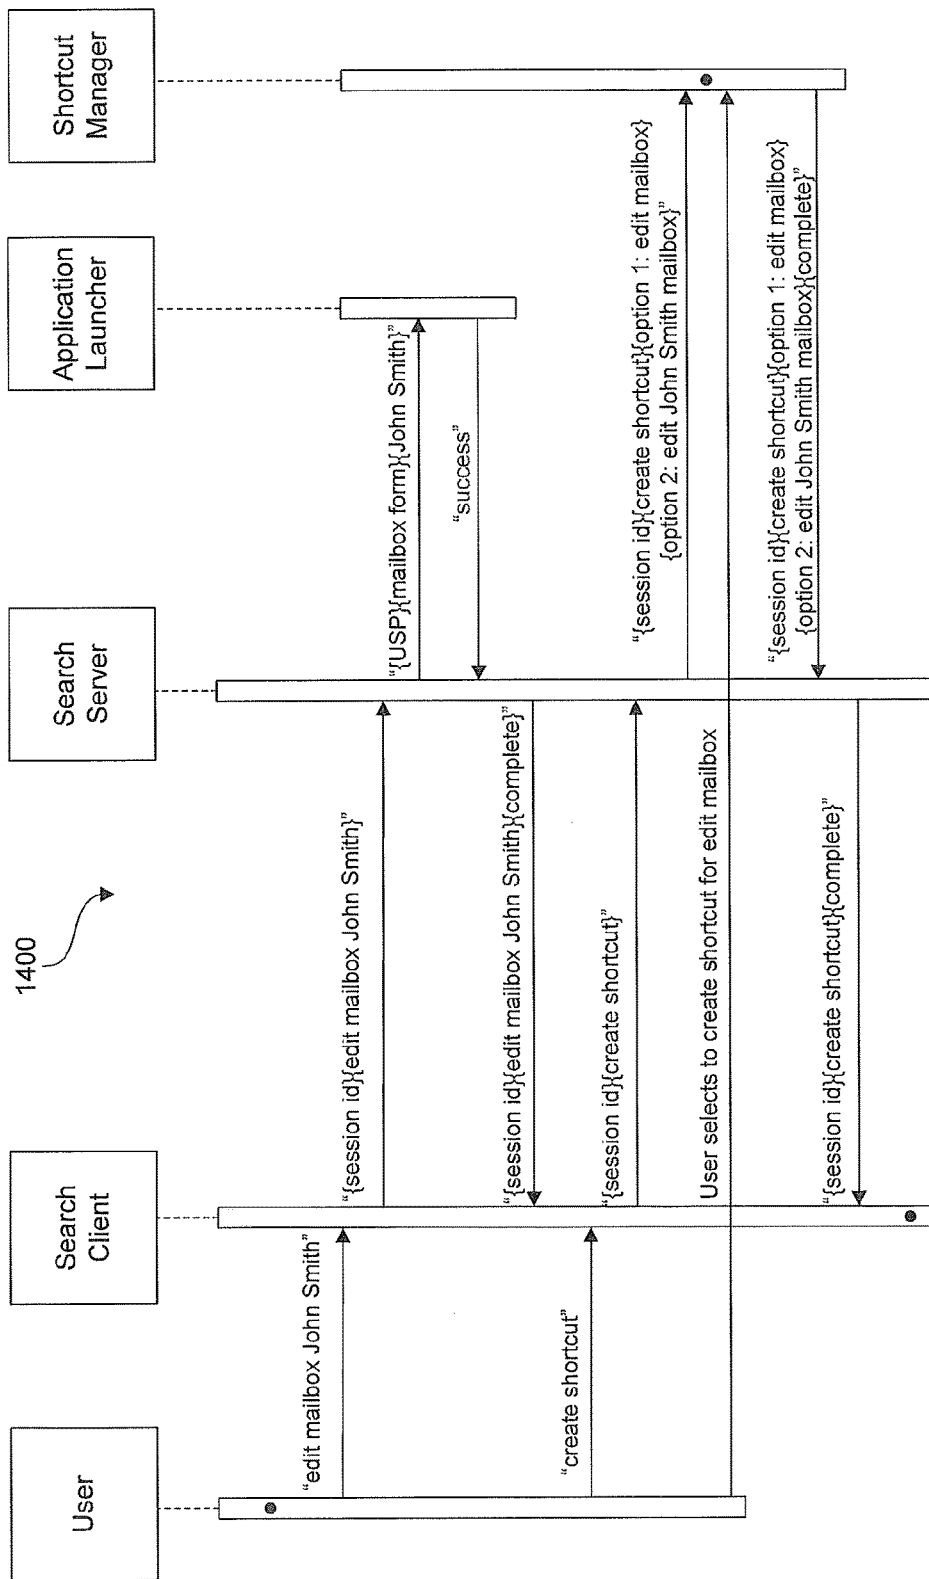 1400
User
Search
Client
Search
Server
Application
Launcher
Shortcut
Manager
“edit mailbox John Smith”
“{session id}{edit mailbox John Smith}”
“{USP}{mailbox form}{John Smith}”
“success”
“{session id}{edit mailbox John Smith}{complete}”
“create shortcut”
“{session id}{create shortcut}”
“{session id}{create shortcut}{option 1: edit mailbox}
{option 2: edit John Smith mailbox}”
User selects to create shortcut for edit mailbox
“{session id}{create shortcut}{option 1: edit mailbox}
{option 2: edit John Smith mailbox}{complete}”
“{session id}{create shortcut}{complete}”